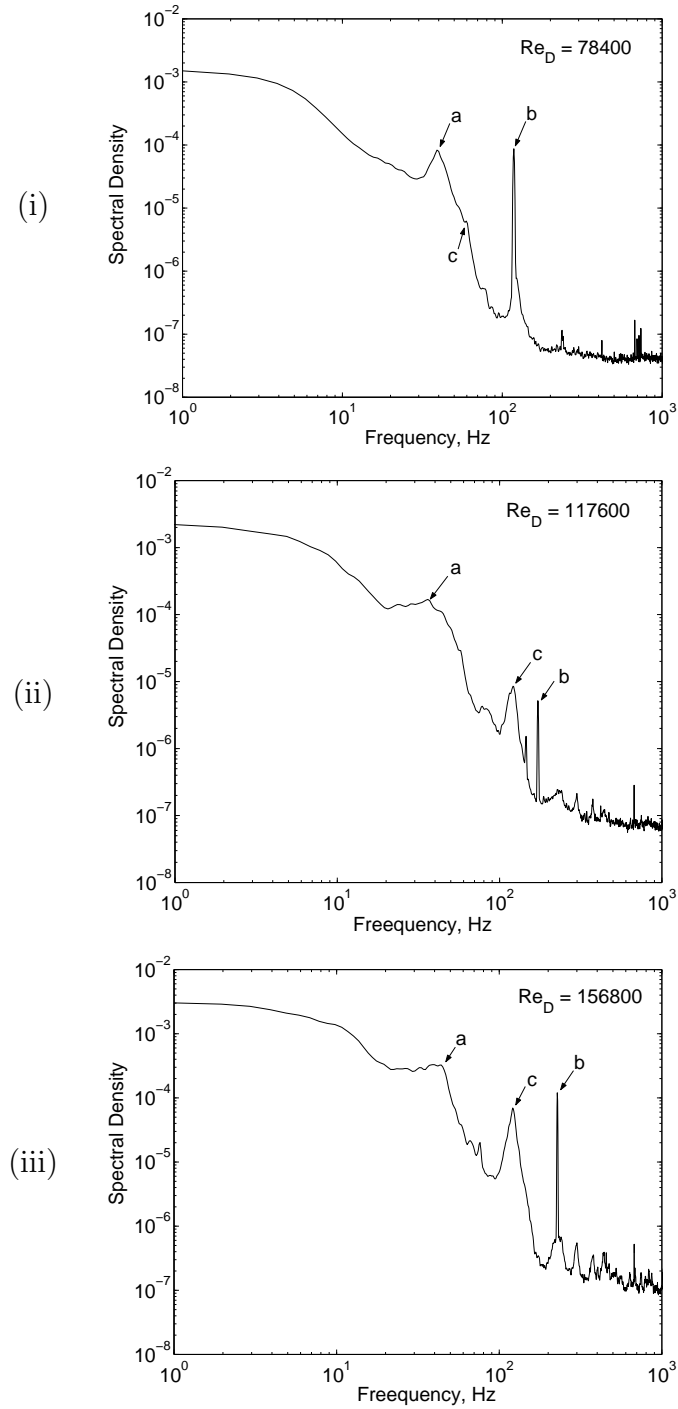 (i)
Spectral Density
10⁻²
10⁻³
10⁻⁴
10⁻⁵
10⁻⁶
10⁻⁷
10⁻⁸
Re_D = 78400
a
b
c
10⁰ 10¹ 10² 10³
Frequency, Hz
(ii)
Spectral Density
10⁻²
10⁻³
10⁻⁴
10⁻⁵
10⁻⁶
10⁻⁷
10⁻⁸
Re_D = 117600
a
c
b
10⁰ 10¹ 10² 10³
Freequency, Hz
(iii)
Spectral Density
10⁻²
10⁻³
10⁻⁴
10⁻⁵
10⁻⁶
10⁻⁷
10⁻⁸
Re_D = 156800
a
b
c
10⁰ 10¹ 10² 10³
Freequency, Hz